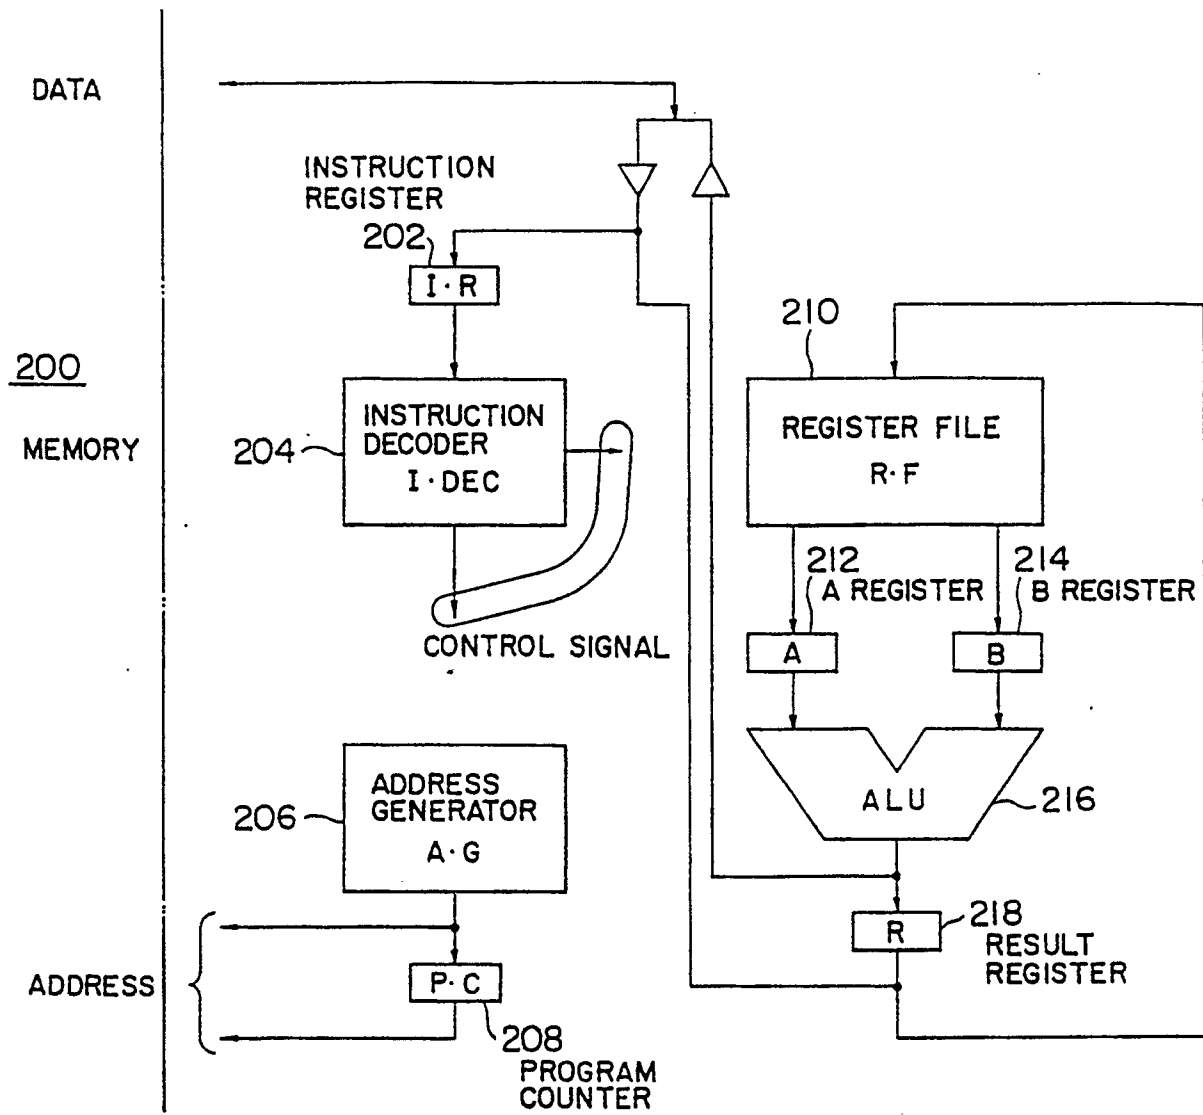 DATA
INSTRUCTION
REGISTER
202
I·R
200
MEMORY
204
INSTRUCTION
DECODER
I·DEC
CONTROL SIGNAL
210
REGISTER FILE
R·F
212
A REGISTER
214
B REGISTER
A
B
206
ADDRESS
GENERATOR
A·G
ALU
216
ADDRESS
P·C
208
PROGRAM
COUNTER
R
218
RESULT
REGISTER